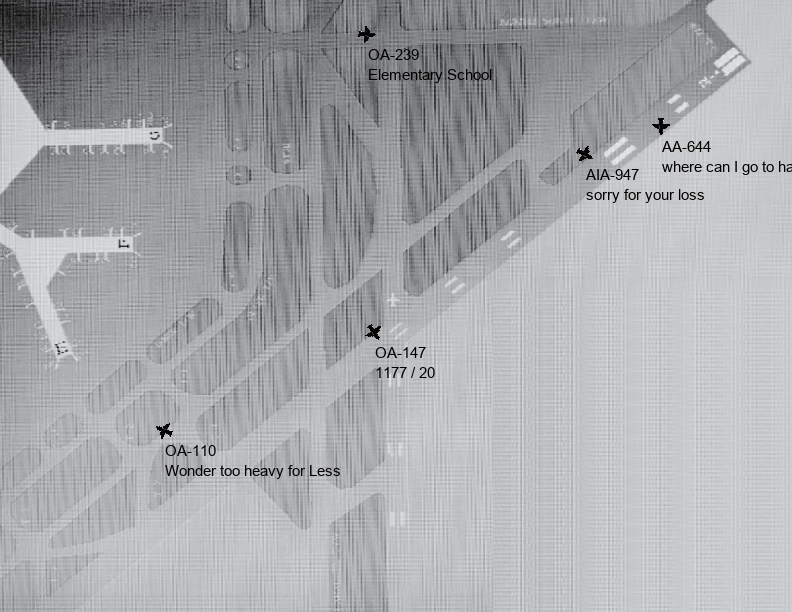 OA-239
Elementary School
AA-644
where can I go to ha
AIA-947
sorry for your loss
OA-147
1177 / 20
OA-110
Wonder too heavy for Less